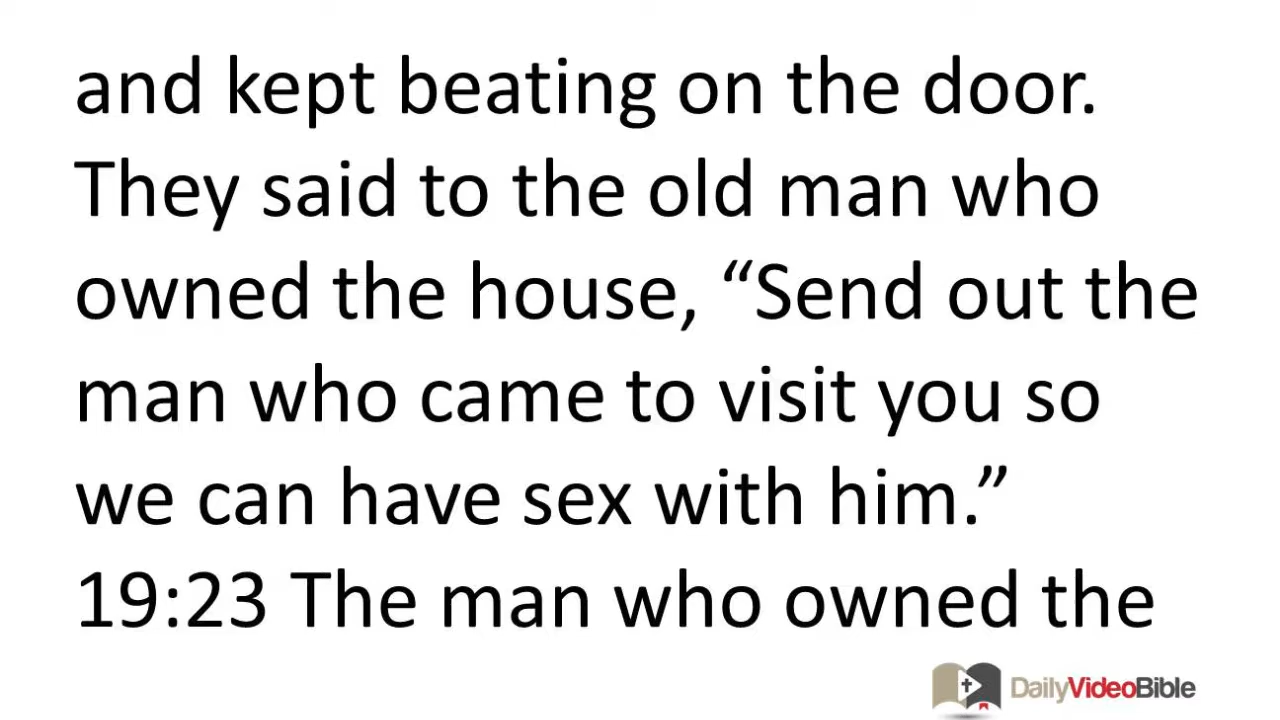 and kept beating on the door.
They said to the old man who
owned the house, “Send out the
man who came to visit you so
we can have sex with him.”
19:23 The man who owned the
DailyVideoBible